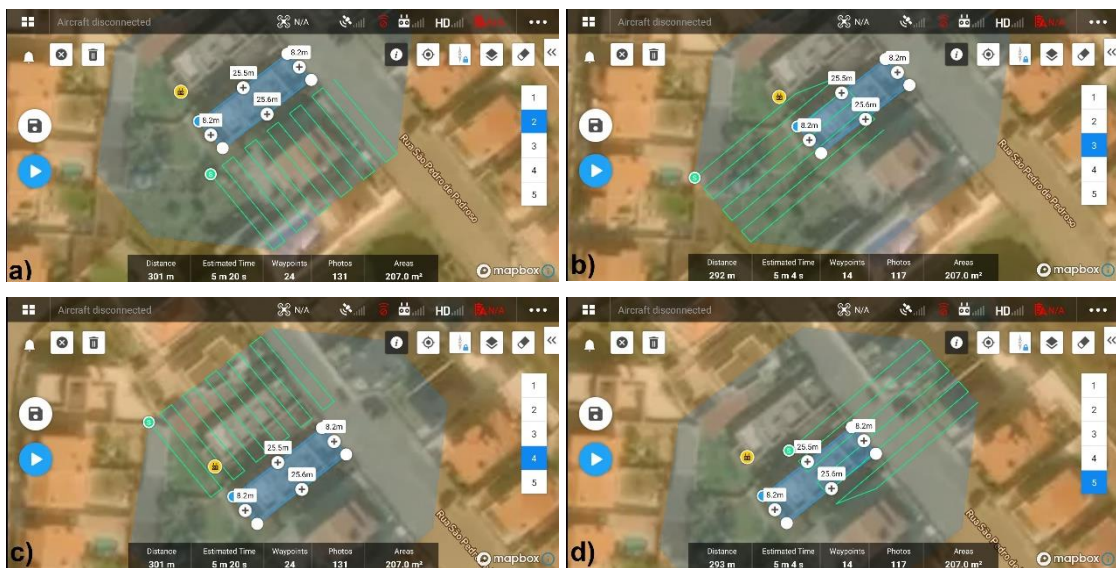 Aircraft disconnected N/A HD N/A
8.2m
25.5m
25.6m
8.2m
1
2
3
4
5
S
Rua São Pedro de Pedroso
a)
Distance Estimated Time Waypoints Photos Areas
301 m 5 m 20 s 24 131 207.0 m²
mapbox
Aircraft disconnected N/A HD N/A
8.2m
25.5m
25.6m
8.2m
1
2
3
4
5
S
Rua São Pedro de Pedroso
b)
Distance Estimated Time Waypoints Photos Areas
292 m 5 m 4 s 14 117 207.0 m²
mapbox
Aircraft disconnected N/A HD N/A
8.2m
25.5m
25.6m
8.2m
1
2
3
4
5
S
Rua São Pedro de
c)
Distance Estimated Time Waypoints Photos Areas
301 m 5 m 20 s 24 131 207.0 m²
mapbox
Aircraft disconnected N/A HD N/A
8.2m
25.5m
25.6m
8.2m
1
2
3
4
5
S
Rua São Pedro de
d)
Distance Estimated Time Waypoints Photos Areas
293 m 5 m 4 s 14 117 207.0 m²
mapbox